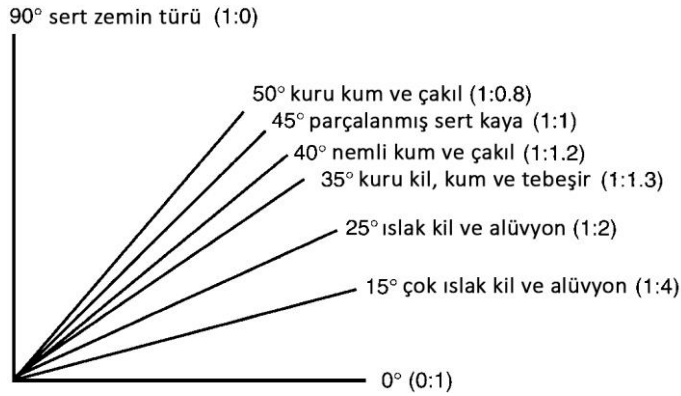 90° sert zemin türü (1:0)
50° kuru kum ve çakıl (1:0.8)
45° parçalanmış sert kaya (1:1)
40° nemli kum ve çakıl (1:1.2)
35° kuru kil, kum ve tebeşir (1:1.3)
25° ıslak kil ve alüvyon (1:2)
15° çok ıslak kil ve alüvyon (1:4)
0° (0:1)